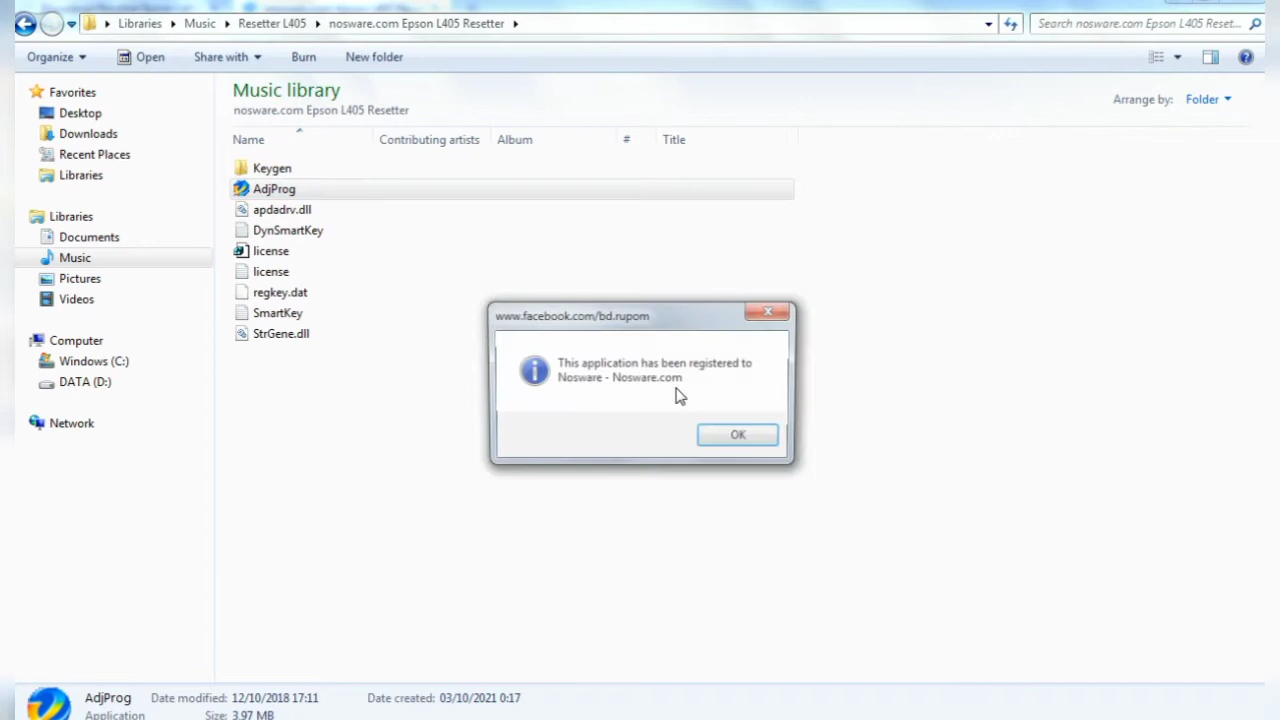 Libraries Music Resetter L405 nosware.com Epson L405 Resetter
Search nosware.com Epson L405 Reset...
Organize Open Share with Burn New folder
Favorites
Desktop
Downloads
Recent Places
Libraries
Libraries
Documents
Music
Pictures
Videos
Computer
Windows (C:)
DATA (D:)
Network
Music library
nosware.com Epson L405 Resetter
Arrange by: Folder
Name Contributing artists Album # Title
Keygen
AdjProg
apdadrv.dll
DynSmartKey
license
license
regkey.dat
SmartKey
StrGene.dll
www.facebook.com/bd.rupom
This application has been registered to
Nosware - Nosware.com
OK
AdjProg Date modified: 12/10/2018 17:11 Date created: 03/10/2021 0:17
Application Size: 3.97 MB